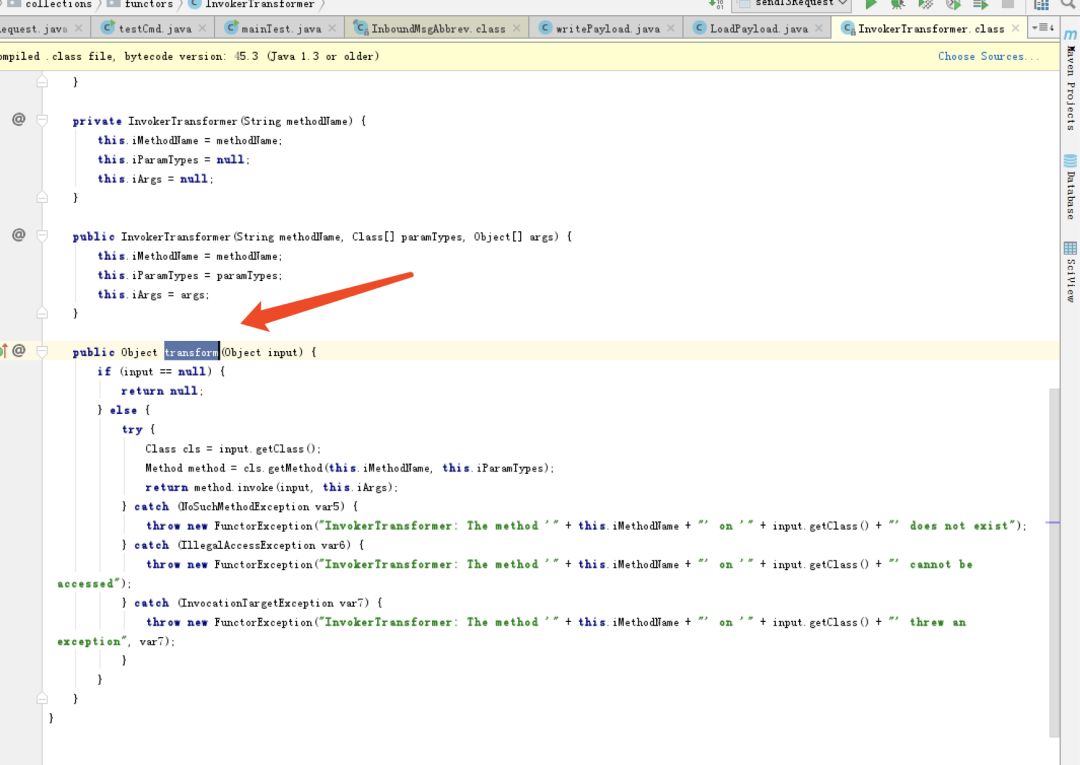 collections functors InvokerTransformer send13Request
equest.java testCmd.java mainTest.java InboundMsgAbbrev.class writePayload.java LoadPayload.java InvokerTransformer.class
ompiled .class file, bytecode version: 45.3 (Java 1.3 or older) Choose Sources...
}
private InvokerTransformer(String methodName) {
this.iMethodName = methodName;
this.iParamTypes = null;
this.iArgs = null;
}
public InvokerTransformer(String methodName, Class[] paramTypes, Object[] args) {
this.iMethodName = methodName;
this.iParamTypes = paramTypes;
this.iArgs = args;
}
public Object transform(Object input) {
if (input == null) {
return null;
} else {
try {
Class cls = input.getClass();
Method method = cls.getMethod(this.iMethodName, this.iParamTypes);
return method.invoke(input, this.iArgs);
} catch (NoSuchMethodException var5) {
throw new FunctorException("InvokerTransformer: The method '" + this.iMethodName + "' on '" + input.getClass() + "' does not exist");
} catch (IllegalAccessException var6) {
throw new FunctorException("InvokerTransformer: The method '" + this.iMethodName + "' on '" + input.getClass() + "' cannot be
accessed");
} catch (InvocationTargetException var7) {
throw new FunctorException("InvokerTransformer: The method '" + this.iMethodName + "' on '" + input.getClass() + "' threw an
exception", var7);
}
}
}
}
Maven Projects
Database
SciView